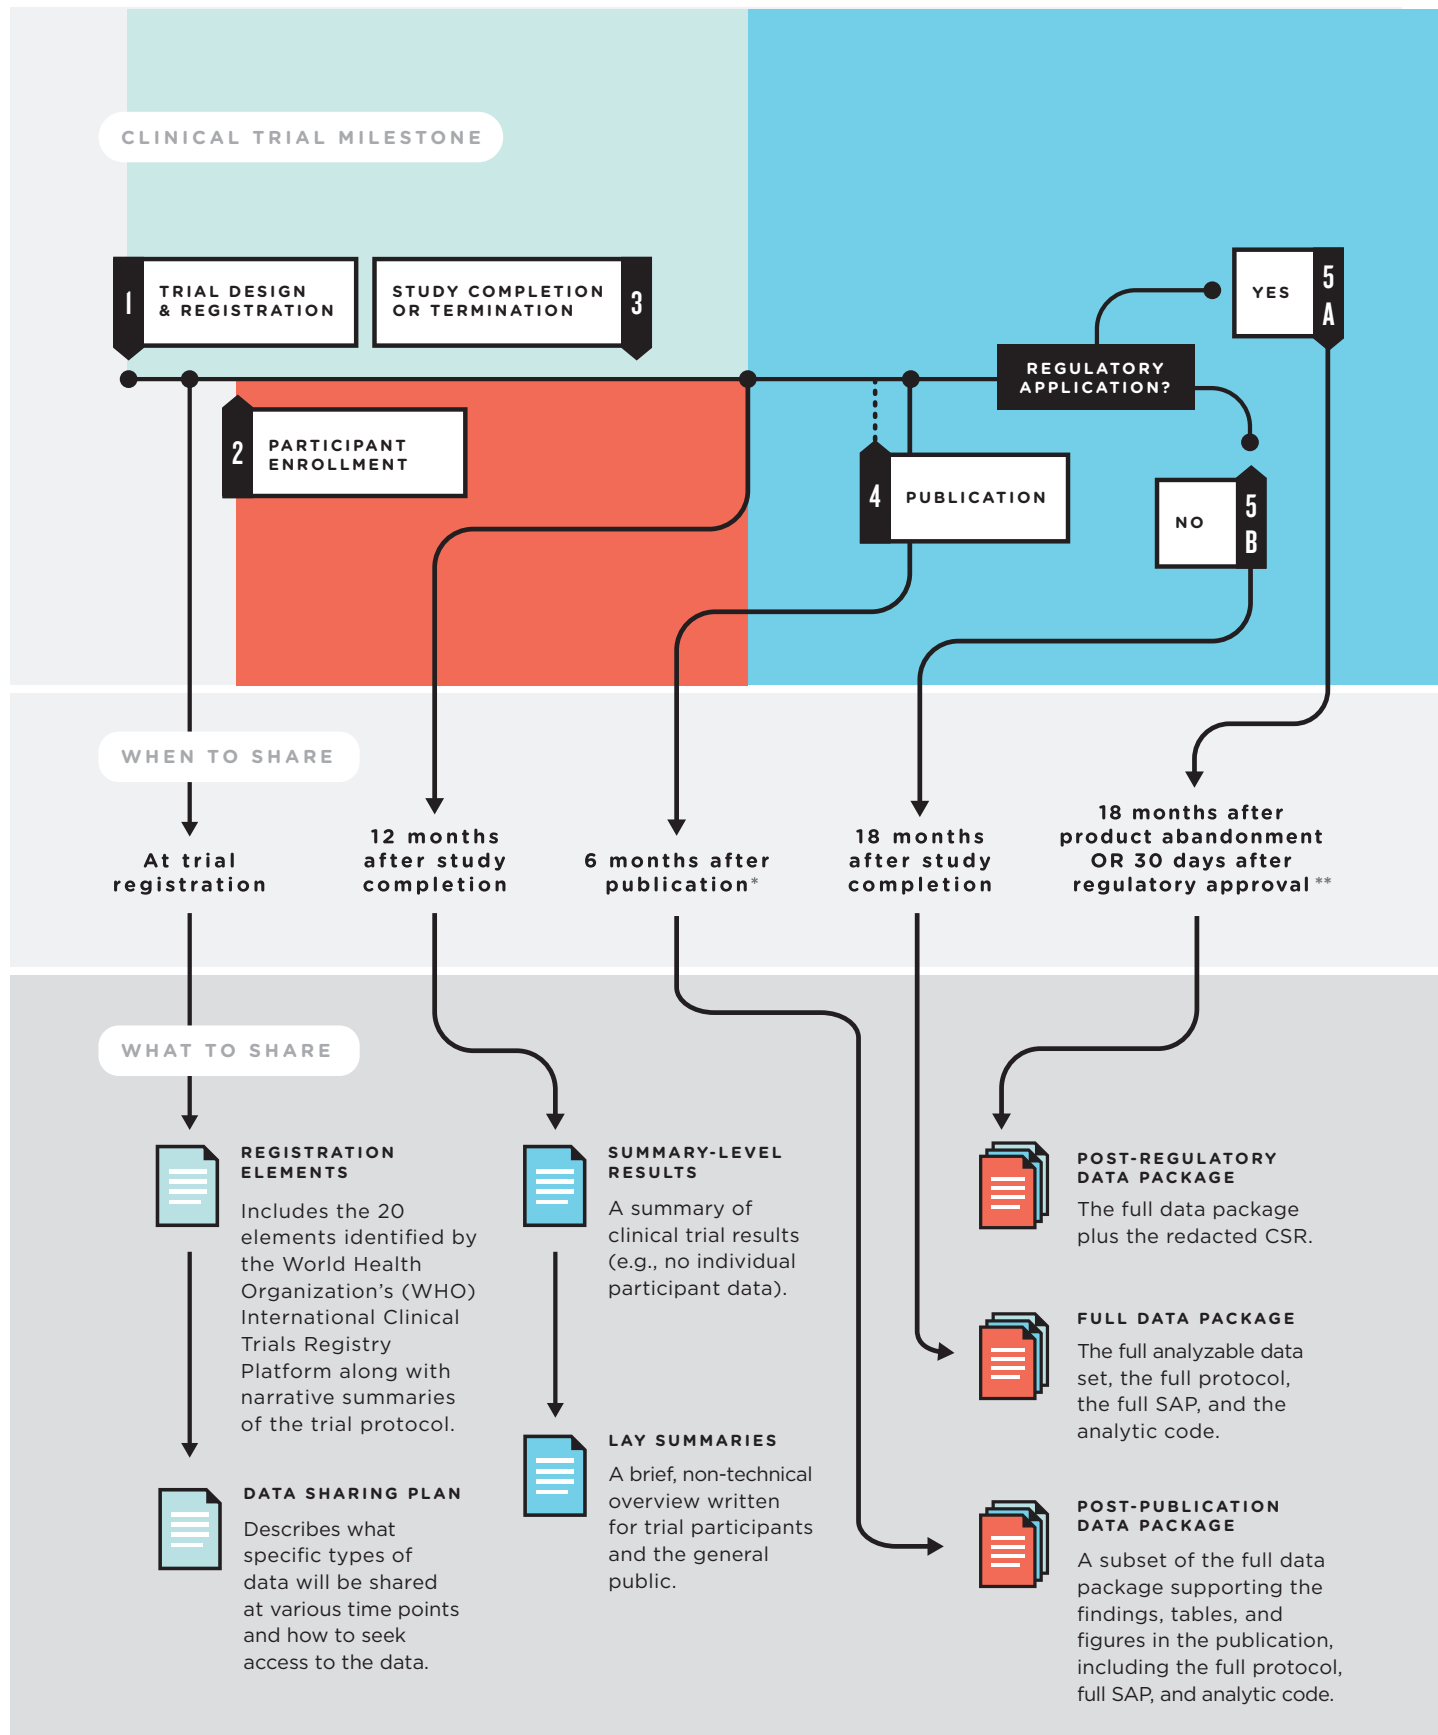 CLINICAL TRIAL MILESTONE
1
TRIAL DESIGN
& REGISTRATION
STUDY COMPLETION
OR TERMINATION
3
2
PARTICIPANT
ENROLLMENT
REGULATORY
APPLICATION?
YES
5
A
4
PUBLICATION
NO
5
B
WHEN TO SHARE
At trial
registration
12 months
after study
completion
6 months after
publication*
18 months
after study
completion
18 months after
product abandonment
OR 30 days after
regulatory approval**
WHAT TO SHARE
REGISTRATION
ELEMENTS
Includes the 20
elements identified by
the World Health
Organization’s (WHO)
International Clinical
Trials Registry
Platform along with
narrative summaries
of the trial protocol.
DATA SHARING PLAN
Describes what
specific types of
data will be shared
at various time points
and how to seek
access to the data.
SUMMARY-LEVEL
RESULTS
A summary of
clinical trial results
(e.g., no individual
participant data).
LAY SUMMARIES
A brief, non-technical
overview written
for trial participants
and the general
public.
POST-REGULATORY
DATA PACKAGE
The full data package
plus the redacted CSR.
FULL DATA PACKAGE
The full analyzable data
set, the full protocol,
the full SAP, and the
analytic code.
POST-PUBLICATION
DATA PACKAGE
A subset of the full data
package supporting the
findings, tables, and
figures in the publication,
including the full protocol,
full SAP, and analytic code.